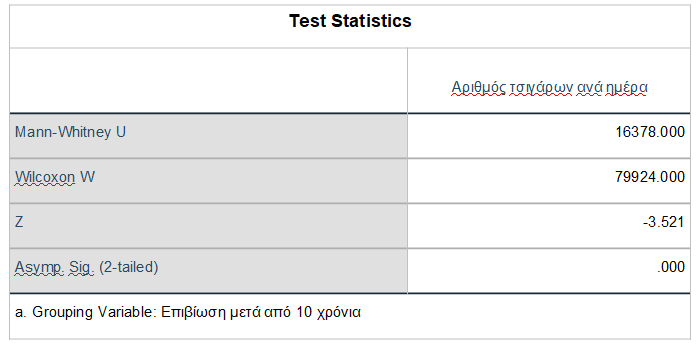 Test Statistics
Αριθμός τσιγάρων ανά ημέρα
Mann-Whitney U 16378.000
Wilcoxon W 79924.000
Z -3.521
Asymp. Sig. (2-tailed) .000
a. Grouping Variable: Επιβίωση μετά από 10 χρόνια